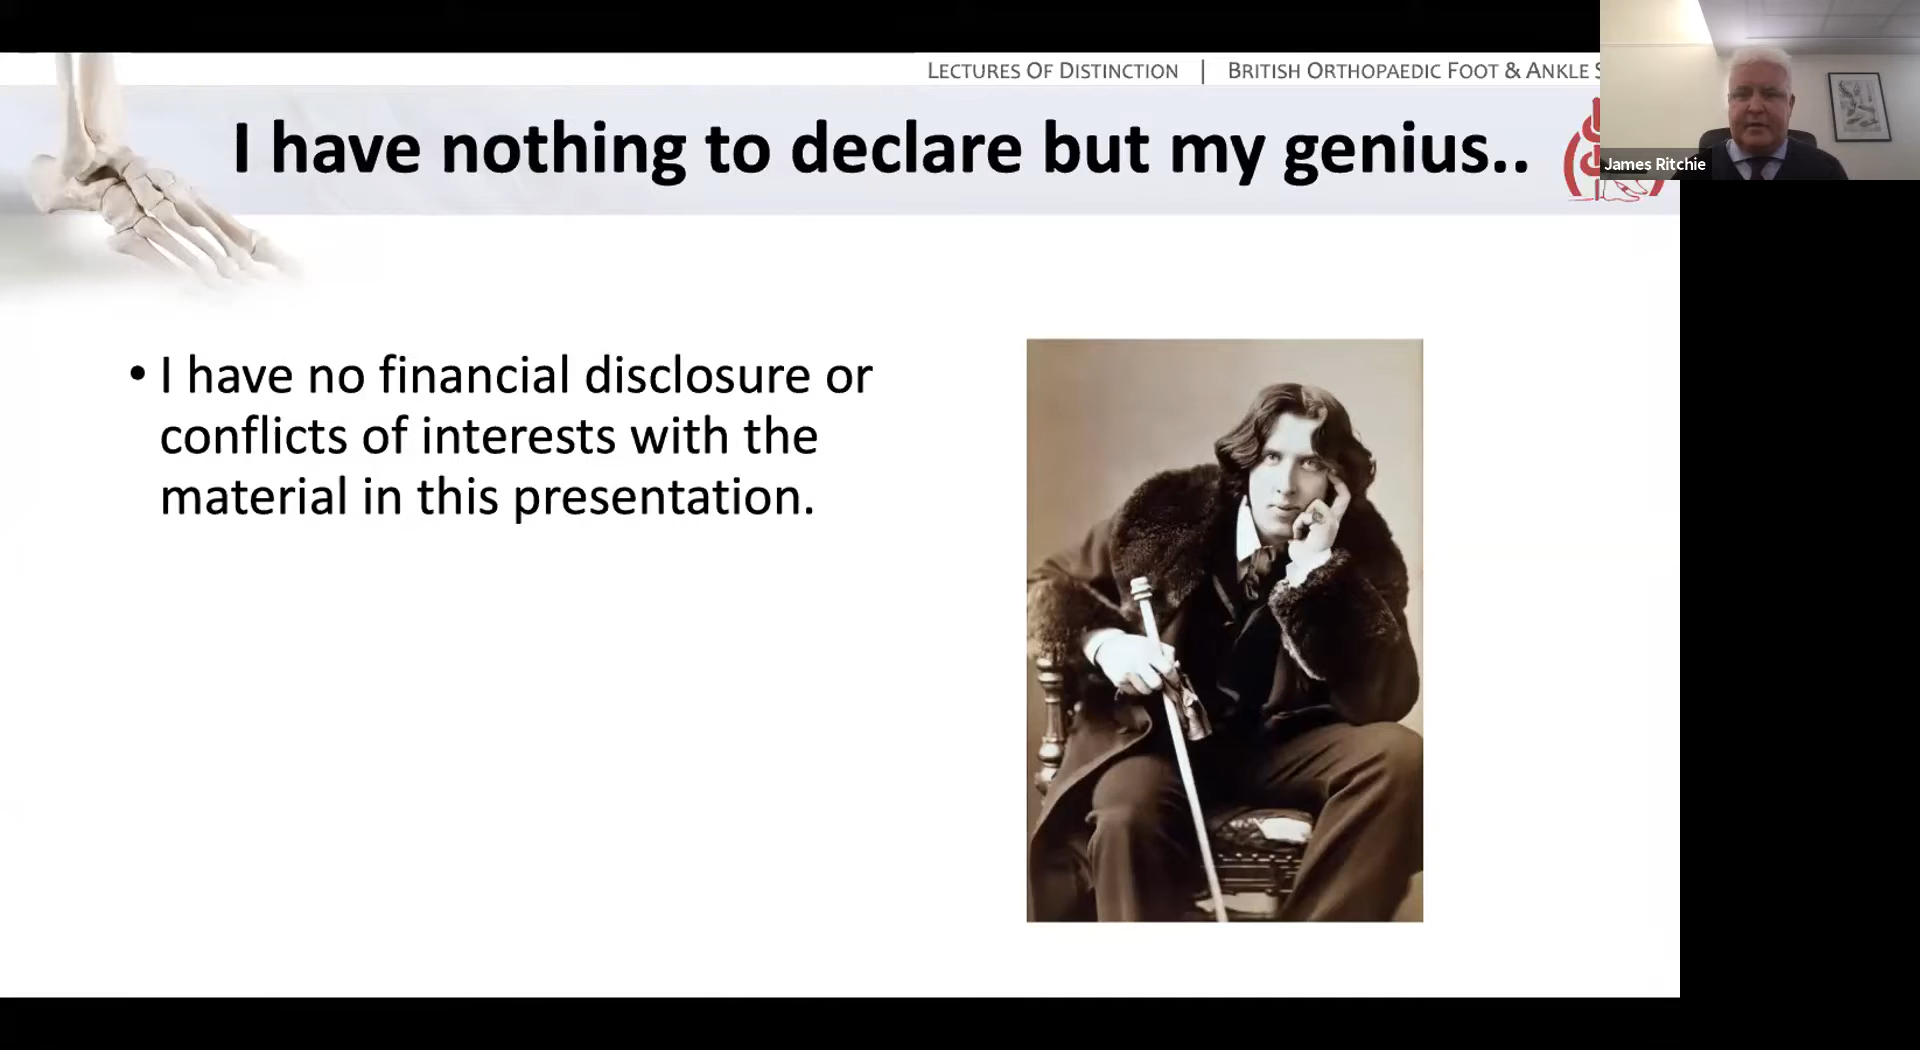 LECTURES OF DISTINCTION | BRITISH ORTHOPAEDIC FOOT & ANKLE
I have nothing to declare but my genius..
James Ritchie
• I have no financial disclosure or
conflicts of interests with the
material in this presentation.